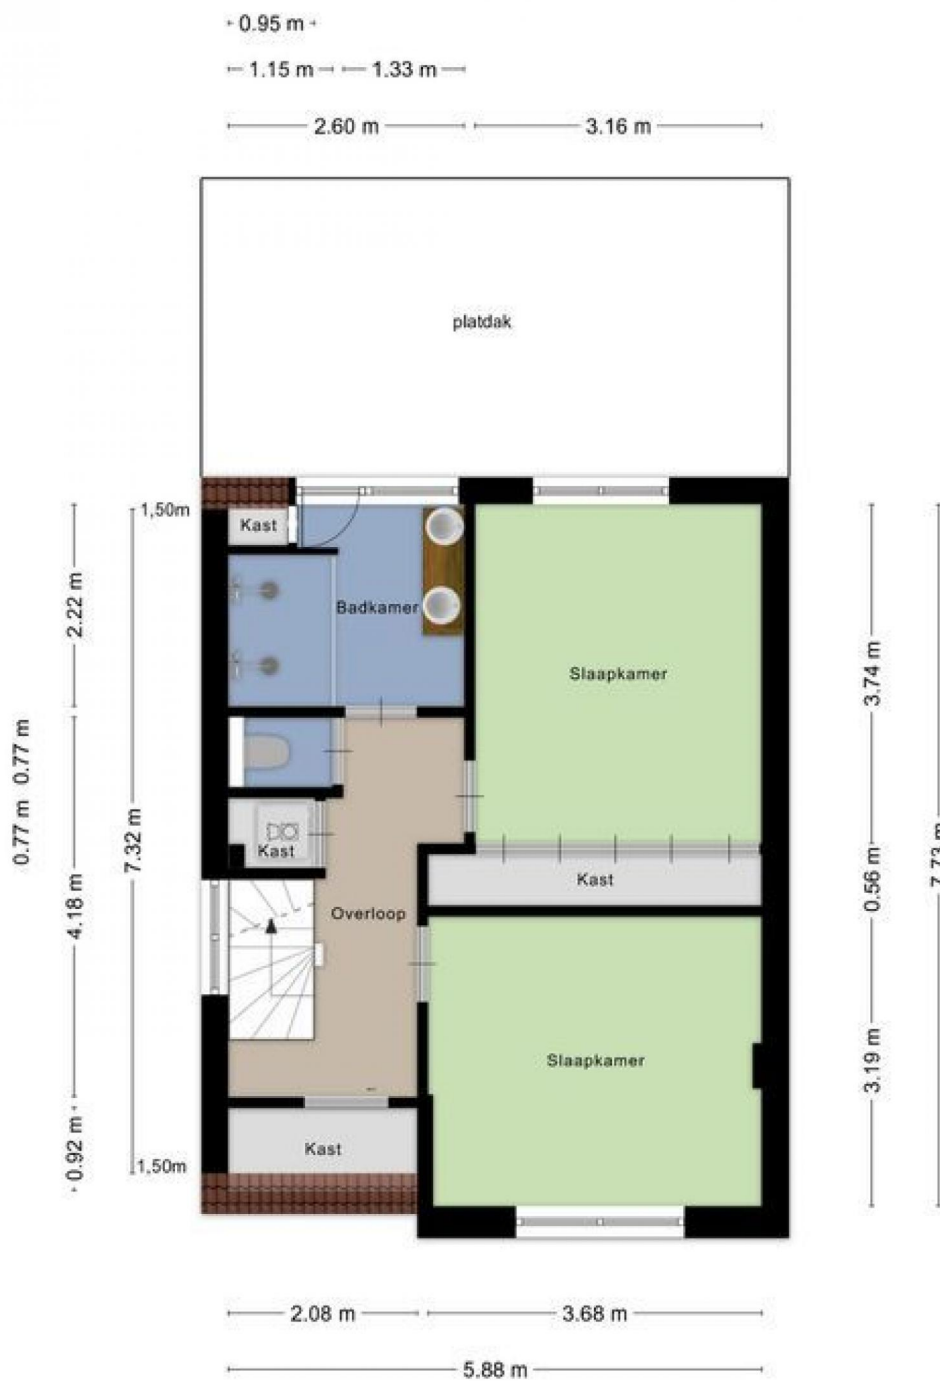 0.95 m
1.15 m 1.33 m
2.60 m 3.16 m
platdak
1,50m
Kast
2.22 m
Badkamer
3.74 m
Slaapkamer
0.77 m
0.77 m
7.32 m
Kast
0.56 m
Kast
4.18 m
Overloop
3.19 m
Slaapkamer
0.92 m
Kast
1,50m
2.08 m 3.68 m
5.88 m